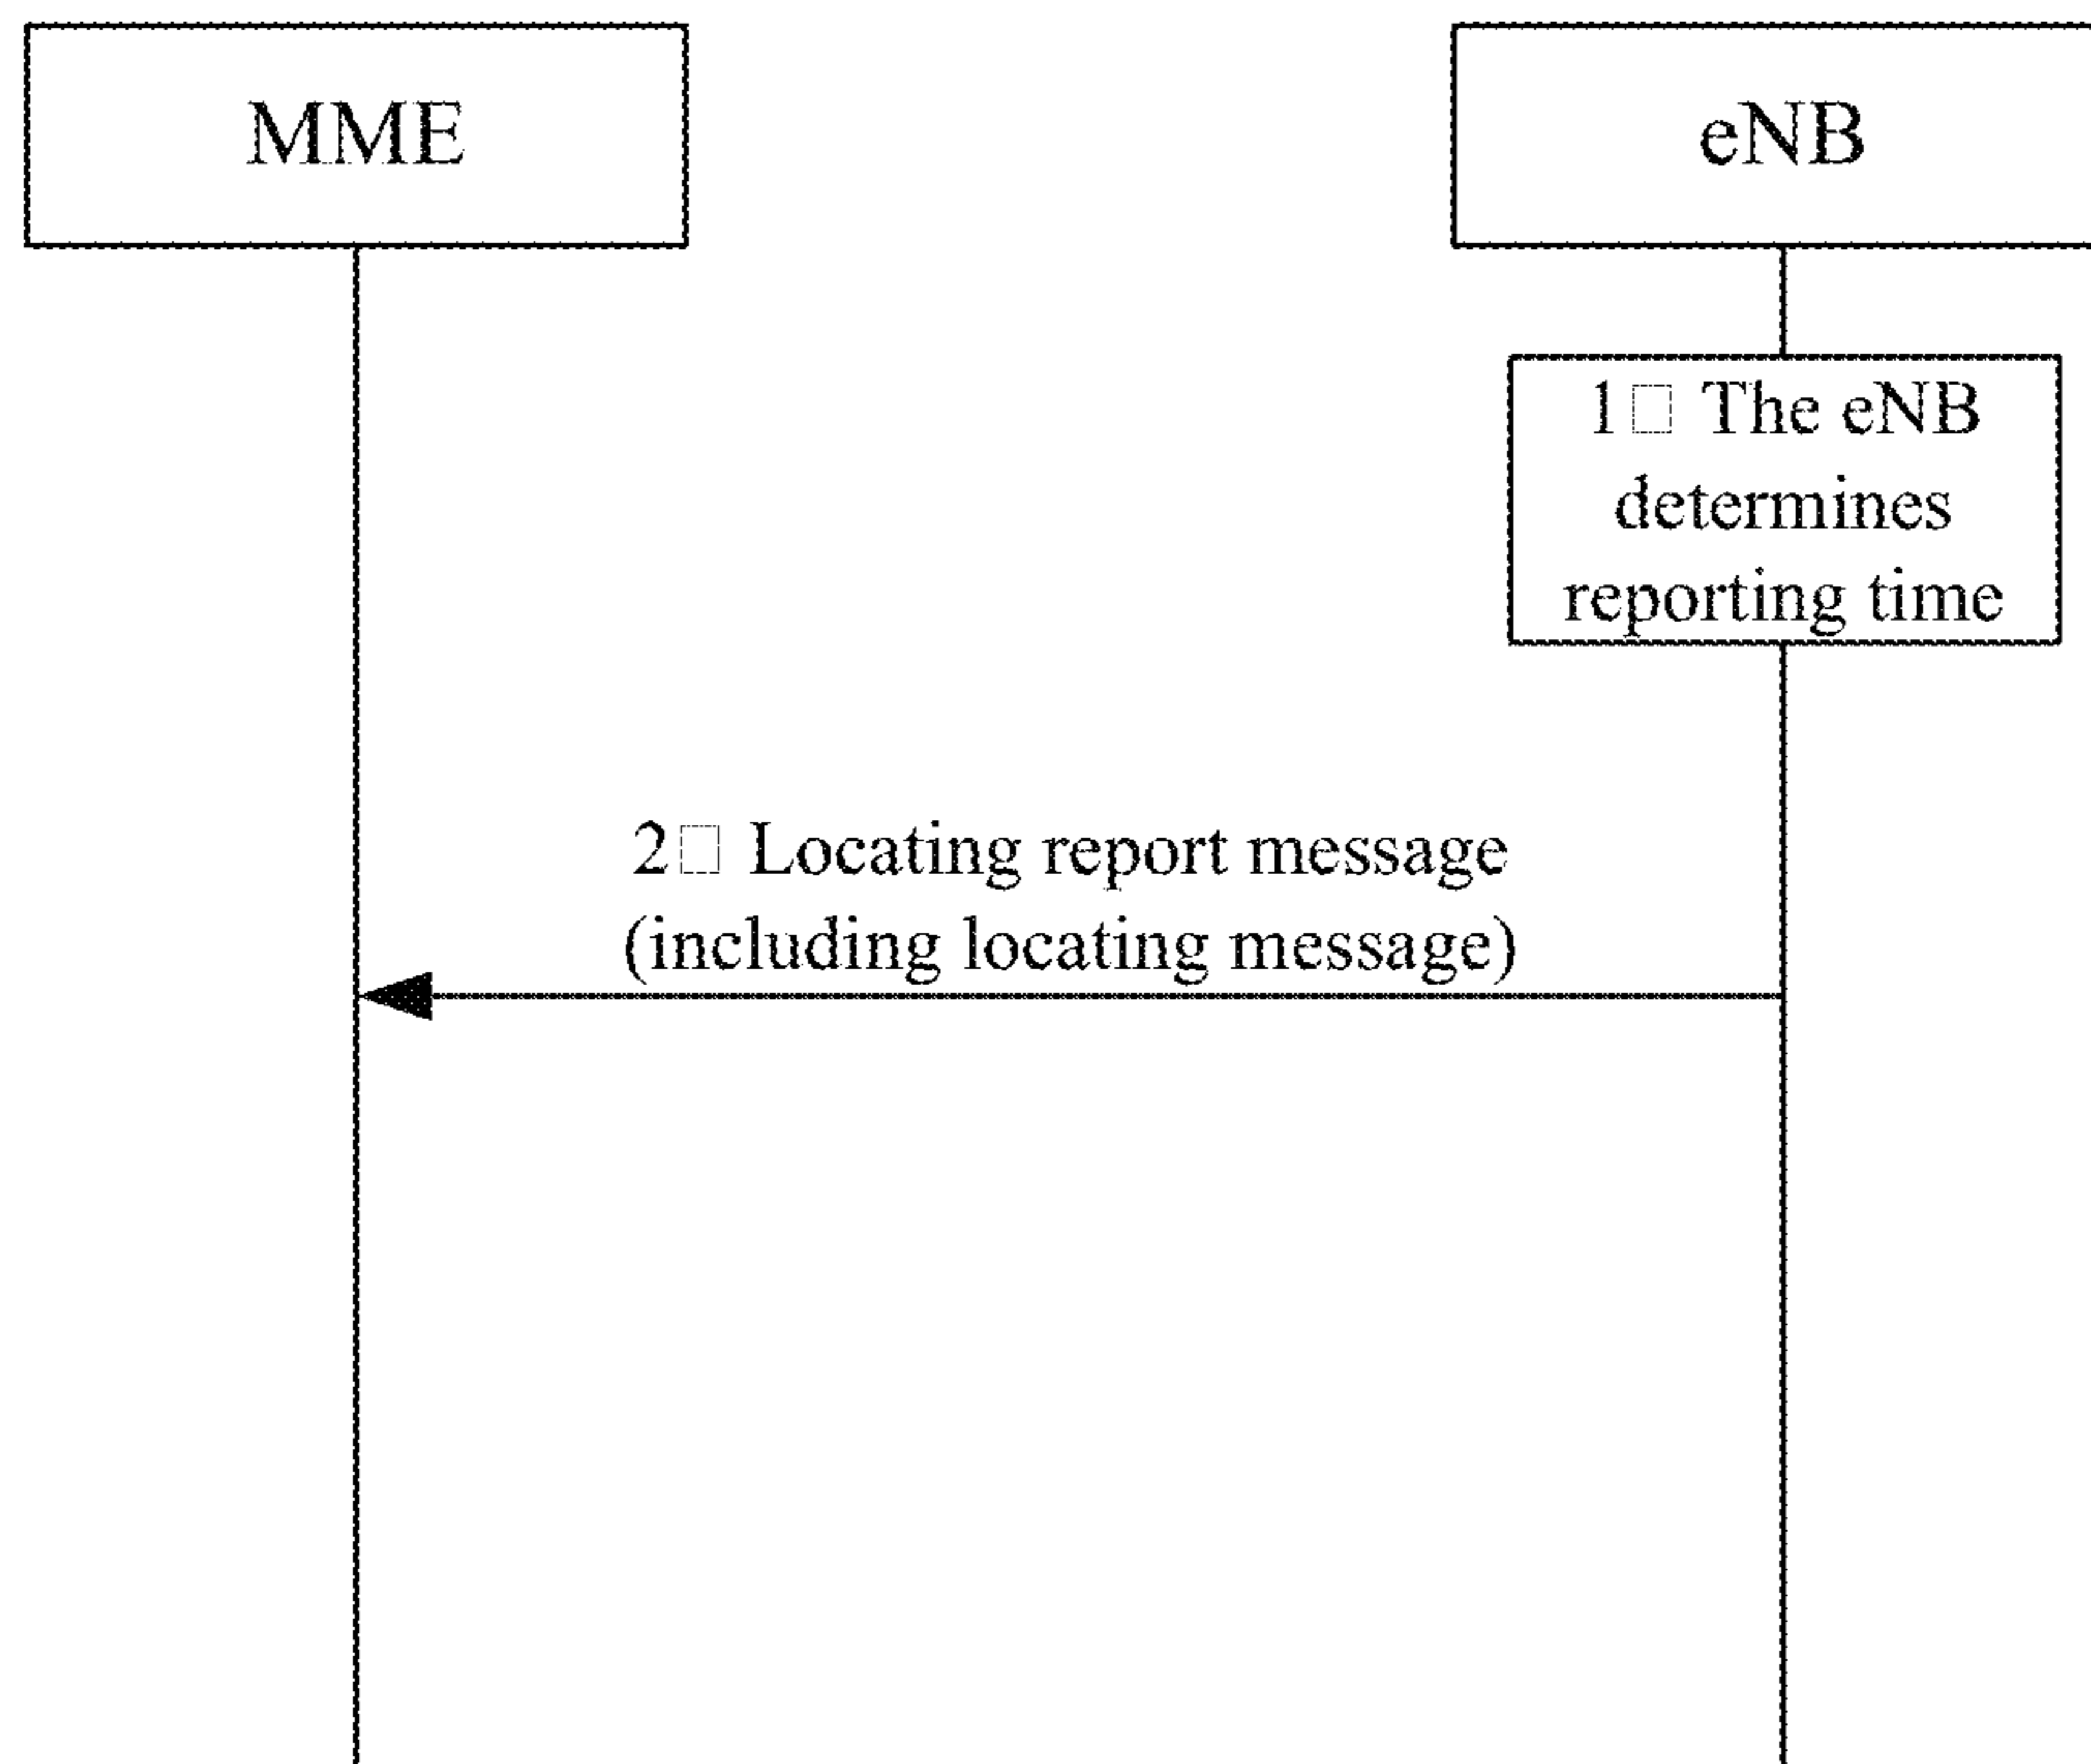 MME
eNB
1□ The eNB
determines
reporting time
2□ Locating report message
(including locating message)